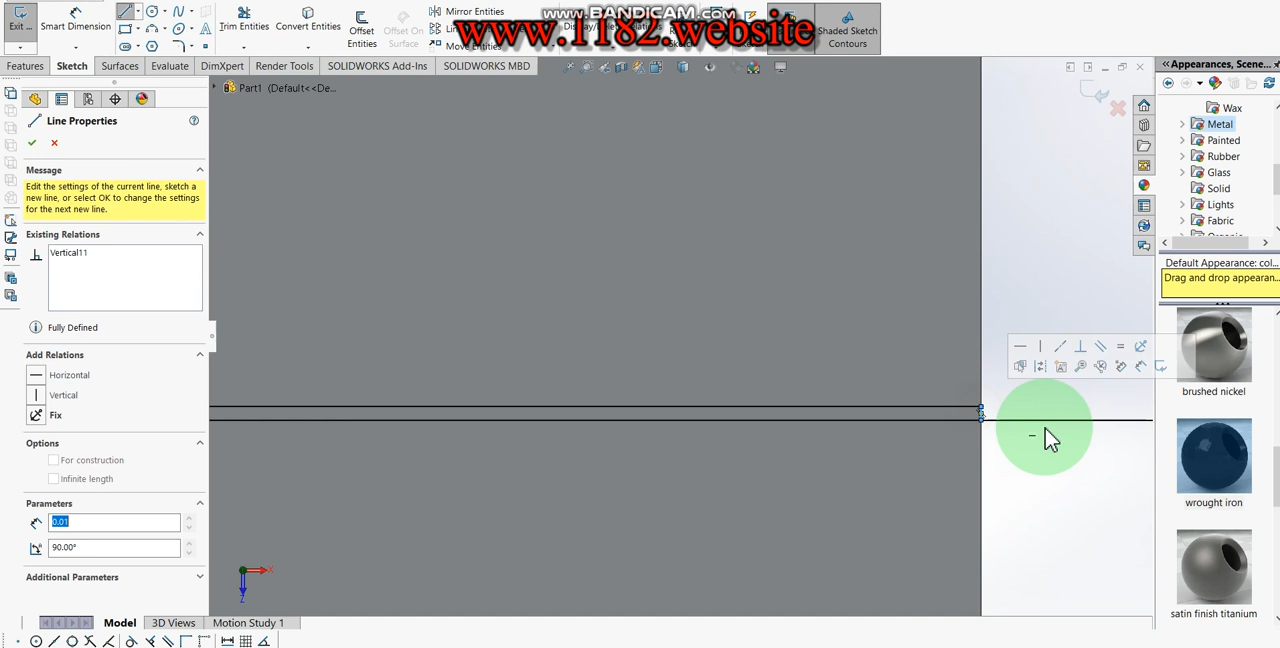 www.BANDICAM.com
www.1182.website
Exit ...
Smart Dimension
Trim Entities
Convert Entities
Offset
Entities
Offset On
Surface
Mirror Entities
Move Entities
Shaded Sketch
Contours
Features
Sketch
Surfaces
Evaluate
DimXpert
Render Tools
SOLIDWORKS Add-Ins
SOLIDWORKS MBD
Part1 (Default<<De...
Line Properties
Message
Edit the settings of the current line, sketch a
new line, or select OK to change the settings
for the next new line.
Existing Relations
Vertical11
Fully Defined
Add Relations
Horizontal
Vertical
Fix
Options
For construction
Infinite length
Parameters
0.01
90.00°
Additional Parameters
X
Z
Model
3D Views
Motion Study 1
Appearances, Scene...
Wax
Metal
Painted
Rubber
Glass
Solid
Lights
Fabric
Default Appearance: col...
Drag and drop appearan...
brushed nickel
wrought iron
satin finish titanium